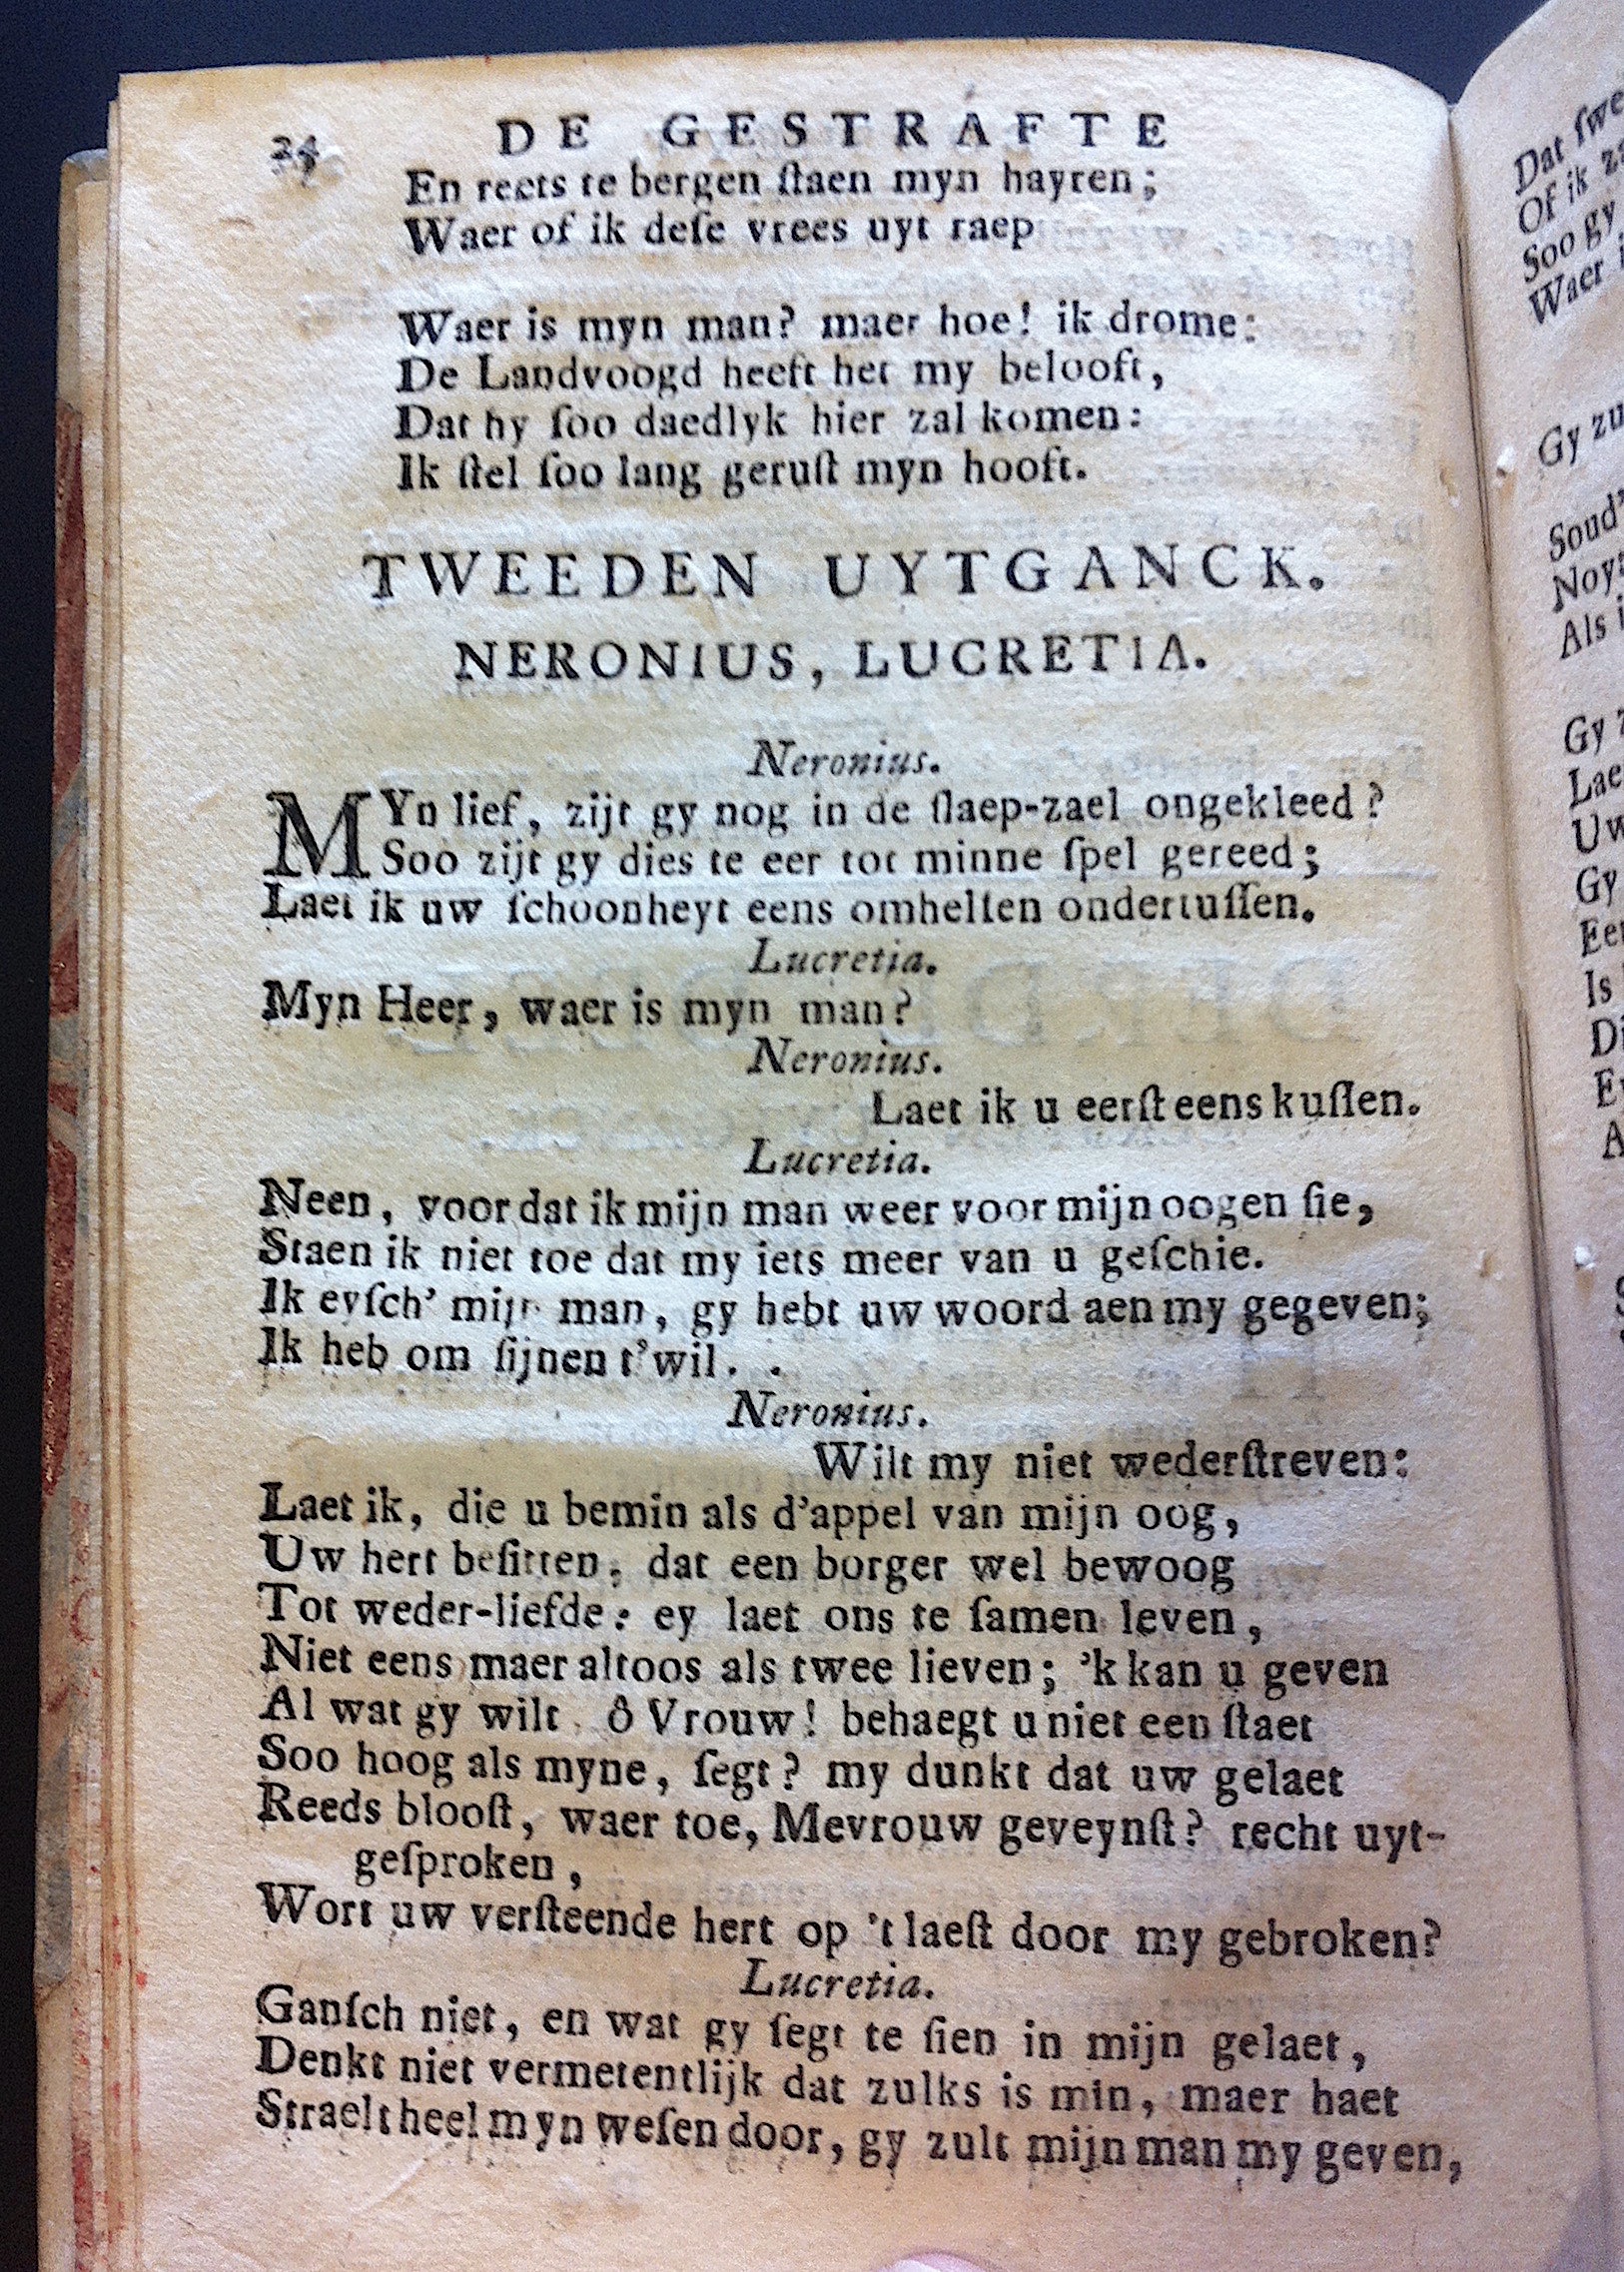 24 DE GESTRAFTE
En reets te bergen ſtaen myn hayren;
Waer of ik deſe vrees uyt raep
Waer is myn man? maer hoe! ik drome:
De Landvoogd heeft het my belooft,
Dat hy ſoo daedlyk hier zal komen:
Ik ſtel ſoo lang geruſt myn hooft.
TWEEDEN UYTGANCK.
NERONIUS, LUCRETIA.
Neronius.
MYn lief, zijt gy nog in de ſlaep-zael ongekleed?
Soo zijt gy dies te eer tot minne ſpel gereed;
Laet ik uw ſchoonheyt eens omhelſen ondertuſſen.
Lucretia.
Myn Heer, waer is myn man?
Neronius.
Laet ik u eerſt eens kuſſen.
Lucretia.
Neen, voor dat ik mijn man weer voor mijn oogen ſie,
Staen ik niet toe dat my iets meer van u geſchie.
Ik eyſch' mijn man, gy hebt uw woord aen my gegeven;
Ik heb om ſijnen t'wil. .
Neronius.
Wilt my niet wederſtreven:
Laet ik, die u bemin als d'appel van mijn oog,
Uw hert beſitten, dat een borger wel bewoog
Tot weder-liefde: ey laet ons te ſamen leven,
Niet eens maer altoos als twee lieven; 'k kan u geven
Al wat gy wilt, ô Vrouw! behaegt u niet een ſtaet
Soo hoog als myne, ſegt? my dunkt dat uw gelaet
Reeds blooſt, waer toe, Mevrouw geveynſt? recht uyt-
geſproken,
Wort uw verſteende hert op 't laeſt door my gebroken?
Lucretia.
Ganſch niet, en wat gy ſegt te ſien in mijn gelaet,
Denkt niet vermetentlijk dat zulks is min, maer haet
Straelt heel myn weſen door, gy zult mijn man my geven,